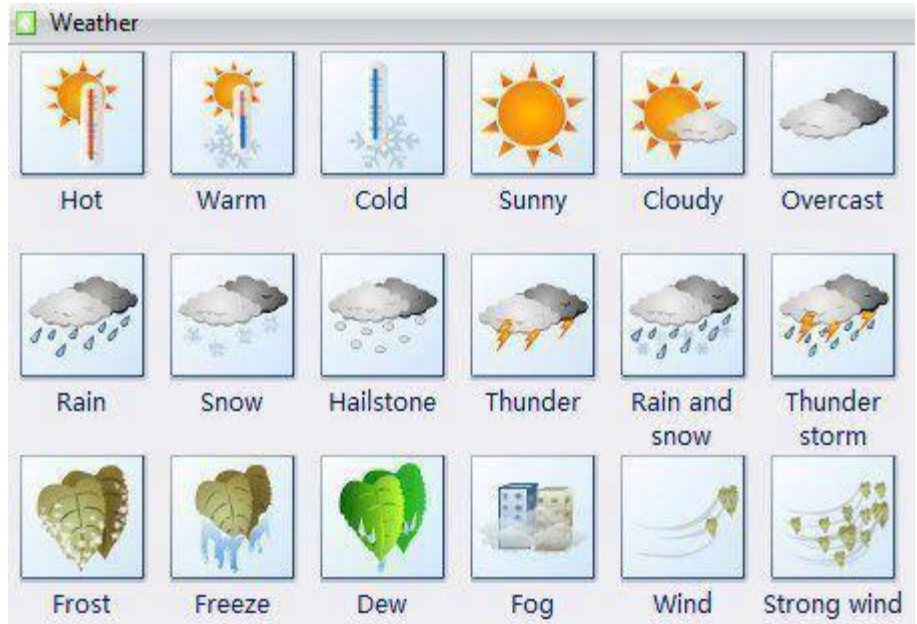 Weather
Hot Warm Cold Sunny Cloudy Overcast
Rain Snow Hailstone Thunder Rain and snow Thunder storm
Frost Freeze Dew Fog Wind Strong wind